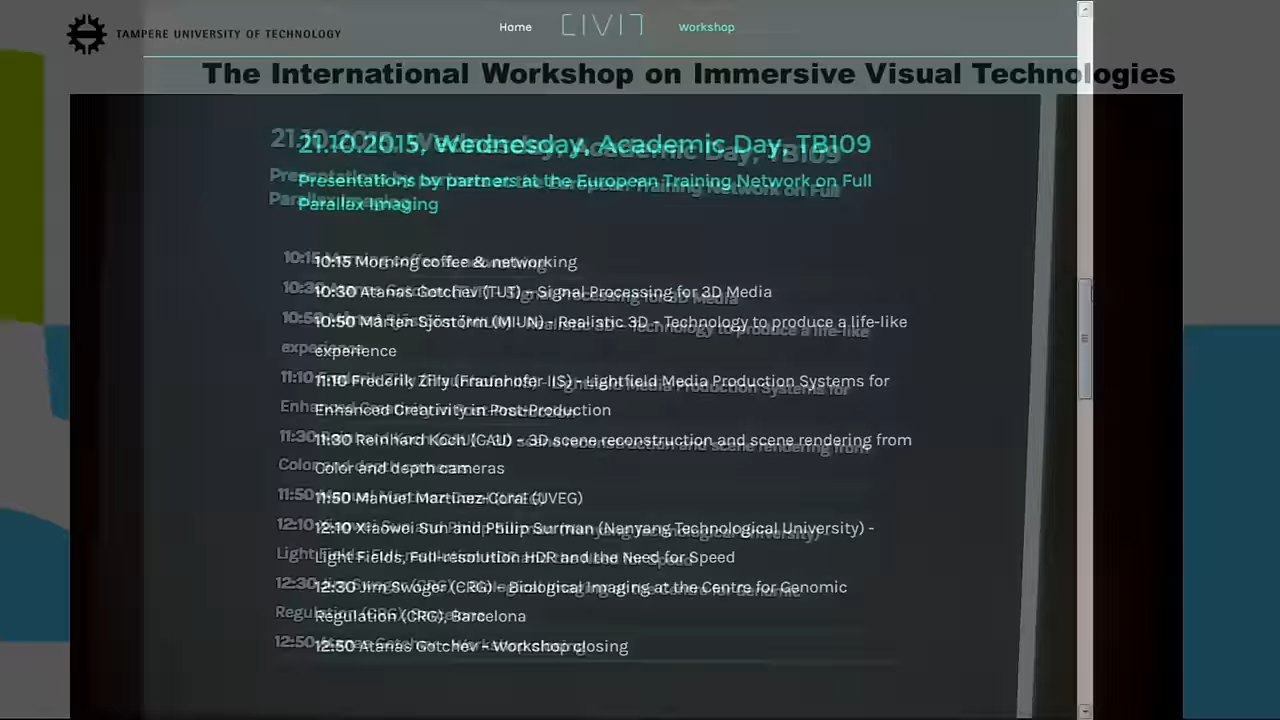 TAMPERE UNIVERSITY OF TECHNOLOGY
Home CIVIT Workshop
The International Workshop on Immersive Visual Technologies
21.10.2015, Wednesday, Academic Day, TB109
Presentations by partners at the European Training Network on Full
Parallax Imaging
10:15 Morning coffee & networking
10:30 Atanas Gotchev (TUT) - Signal Processing for 3D Media
10:50 Mårten Sjöstörm (MIUN) - Realistic 3D - Technology to produce a life-like
experience
11:10 Frederik Zilly (Fraunhofer IIS) - Lightfield Media Production Systems for
Enhanced Creativity in Post-Production
11:30 Reinhard Koch (CAU) - 3D scene reconstruction and scene rendering from
Color and depth cameras
11:50 Manuel Martínez-Corral (UVEG)
12:10 Xiaowei Sun and Philip Surman (Nanyang Technological University) -
Light Fields, Full-resolution HDR and the Need for Speed
12:30 Jim Swoger (CRG) - Biological Imaging at the Centre for Genomic
Regulation (CRG), Barcelona
12:50 Atanas Gotchev - Workshop closing